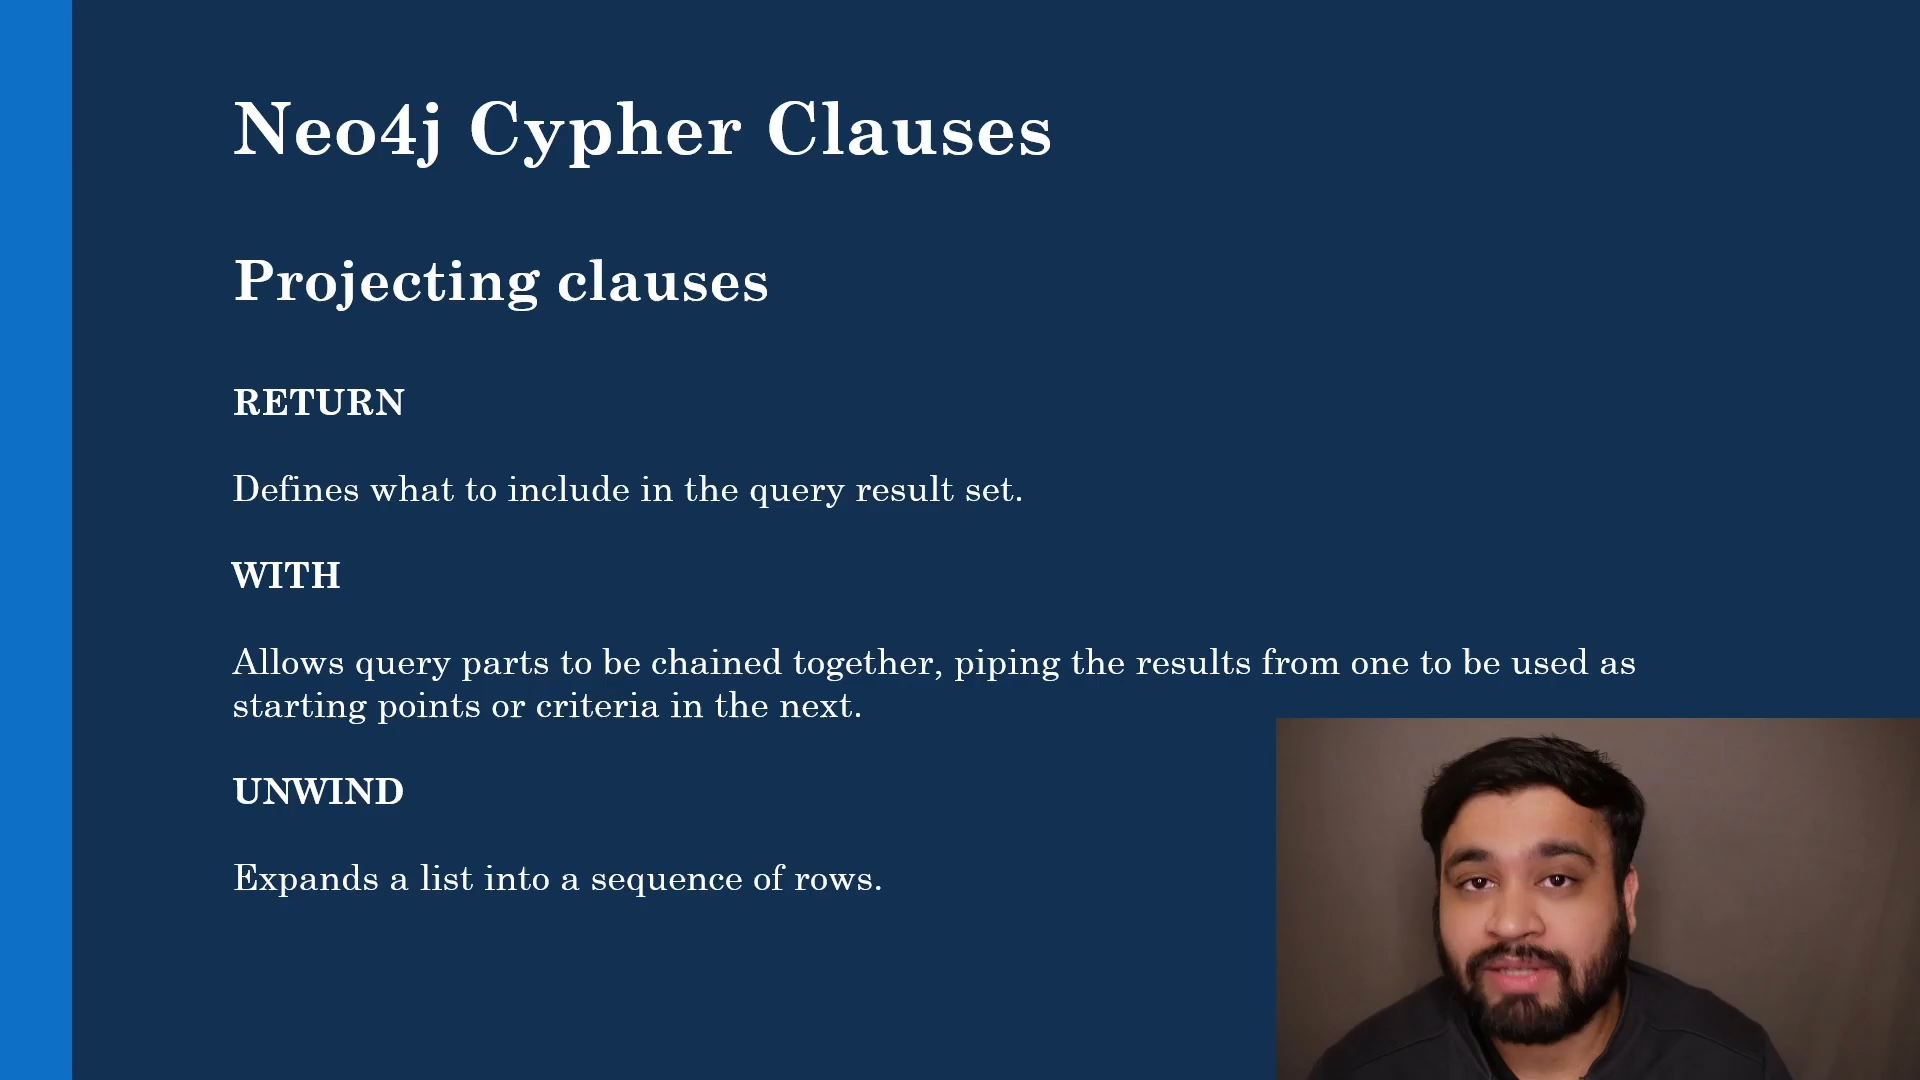 Neo4j Cypher Clauses
Projecting clauses
RETURN
Defines what to include in the query result set.
WITH
Allows query parts to be chained together, piping the results from one to be used as
starting points or criteria in the next.
UNWIND
Expands a list into a sequence of rows.